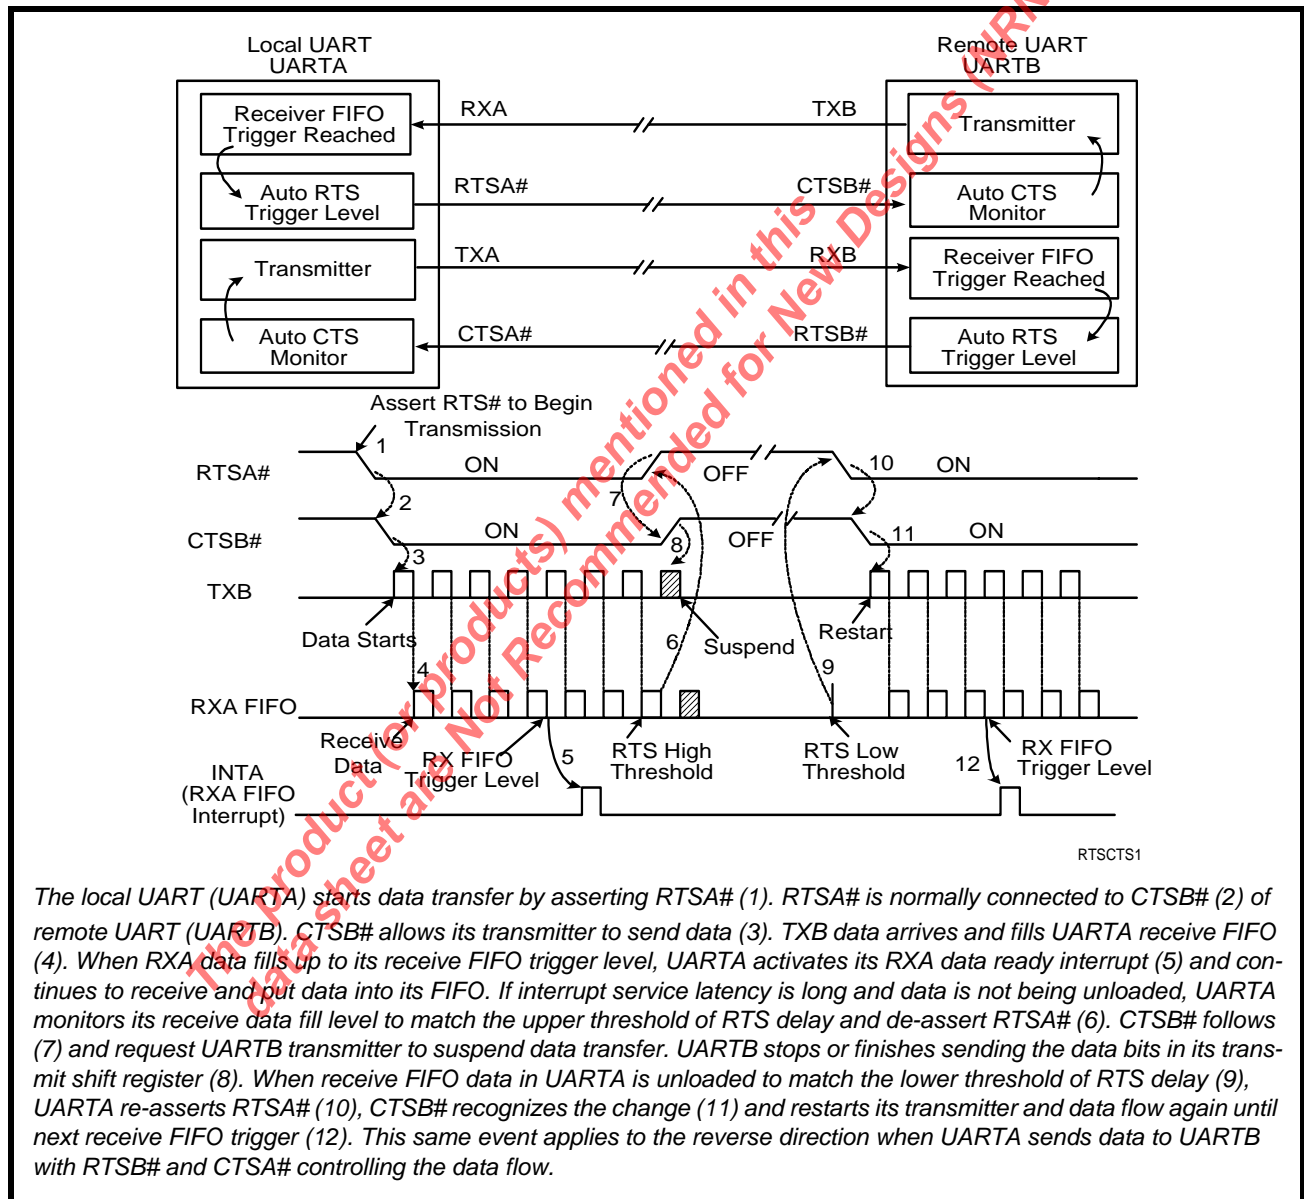 Local UART
UARTA
Remote UART
UARTB
Receiver FIFO
Trigger Reached
RXA
TXB
Transmitter
Auto RTS
Trigger Level
RTSA#
CTSB#
Auto CTS
Monitor
Transmitter
TXA
RXB
Receiver FIFO
Trigger Reached
Auto CTS
Monitor
CTSA#
RTSB#
Auto RTS
Trigger Level
Assert RTS# to Begin
Transmission
1
RTSA#
ON
OFF
10
ON
2
7
CTSB#
ON
OFF
11
ON
3
8
TXB
Data Starts
6
Suspend
Restart
4
9
RXA FIFO
Receive
Data
RX FIFO
Trigger Level
5
RTS High
Threshold
RTS Low
Threshold
12
RX FIFO
Trigger Level
INTA
(RXA FIFO
Interrupt)
RTSCTS1
The local UART (UARTA) starts data transfer by asserting RTSA# (1). RTSA# is normally connected to CTSB# (2) of
remote UART (UARTB). CTSB# allows its transmitter to send data (3). TXB data arrives and fills UARTA receive FIFO
(4). When RXA data fills up to its receive FIFO trigger level, UARTA activates its RXA data ready interrupt (5) and con-
tinues to receive and put data into its FIFO. If interrupt service latency is long and data is not being unloaded, UARTA
monitors its receive data fill level to match the upper threshold of RTS delay and de-assert RTSA# (6). CTSB# follows
(7) and request UARTB transmitter to suspend data transfer. UARTB stops or finishes sending the data bits in its trans-
mit shift register (8). When receive FIFO data in UARTA is unloaded to match the lower threshold of RTS delay (9),
UARTA re-asserts RTSA# (10), CTSB# recognizes the change (11) and restarts its transmitter and data flow again until
next receive FIFO trigger (12). This same event applies to the reverse direction when UARTA sends data to UARTB
with RTSB# and CTSA# controlling the data flow.
The product (or products) mentioned in this
data sheet are Not Recommended for New Designs (NRN